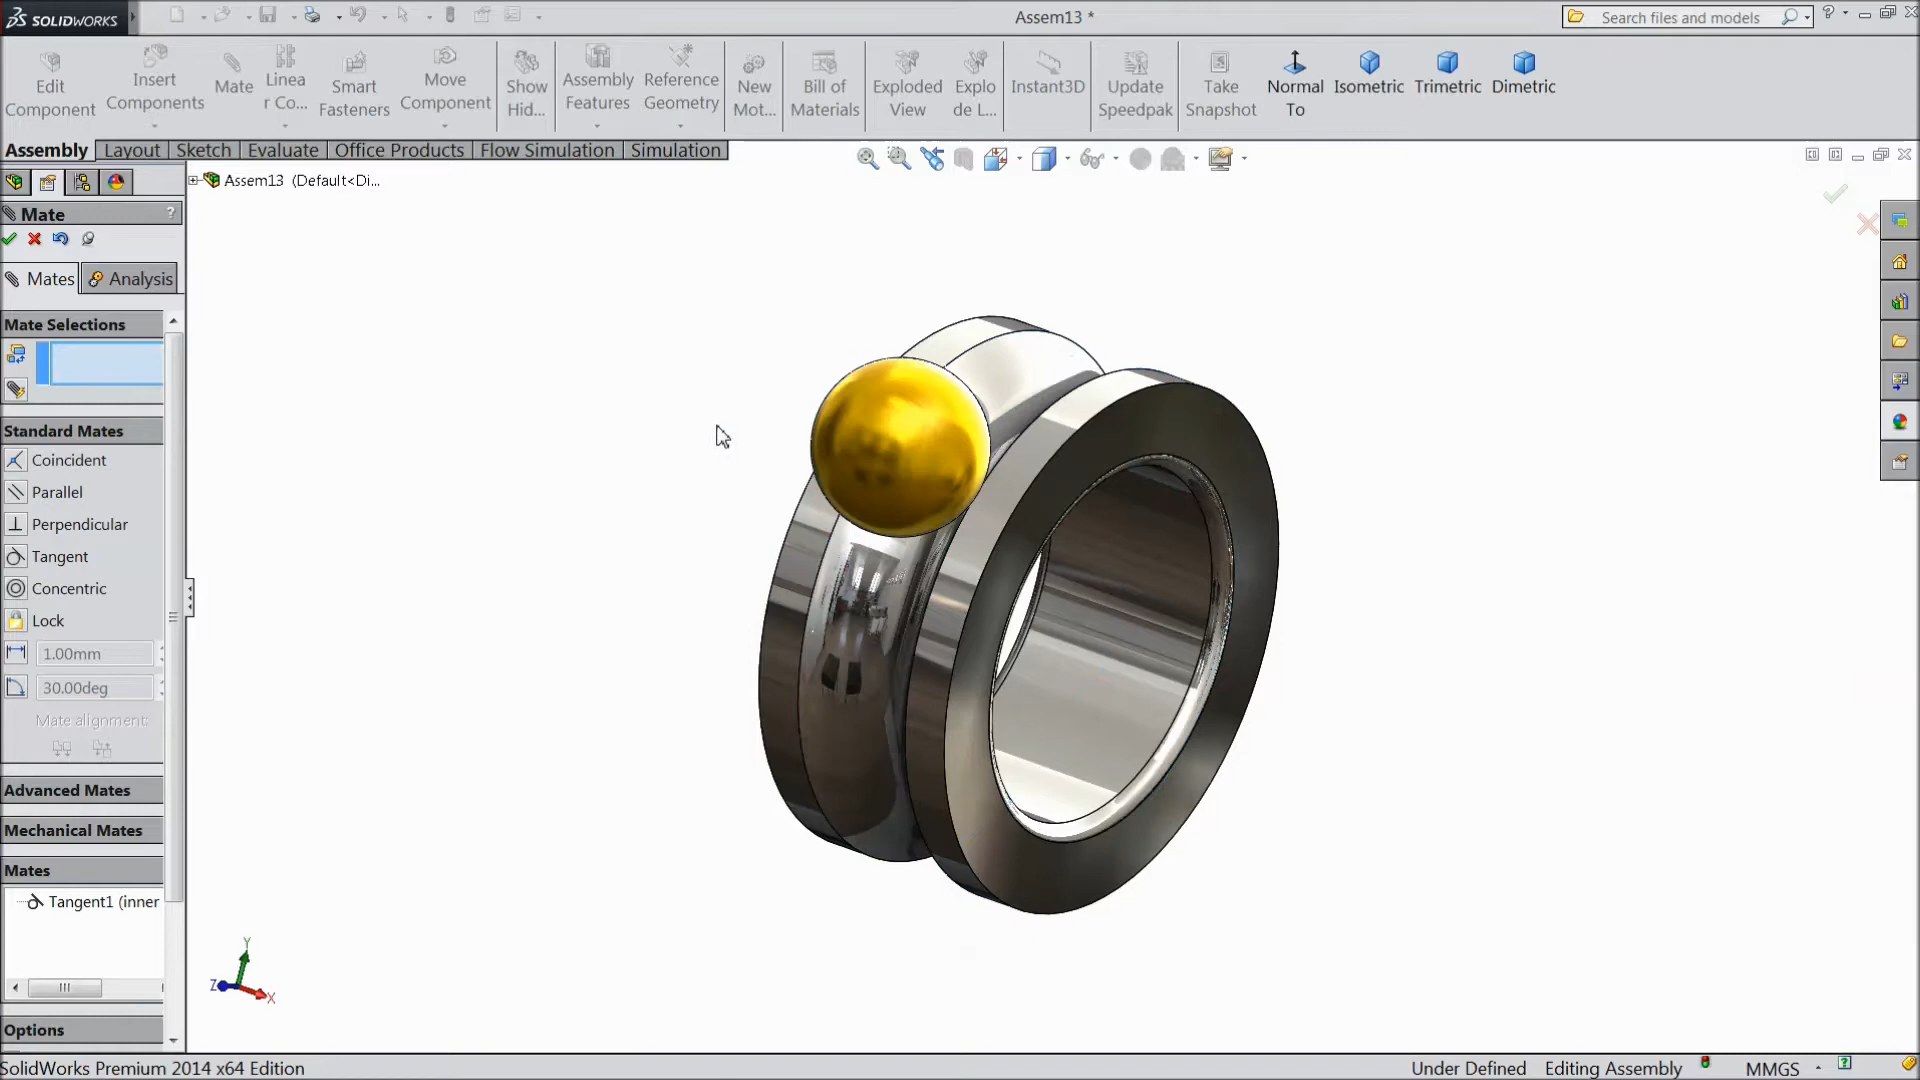 SOLIDWORKS
Assem13 *
Search files and models
Edit Component
Insert Components
Mate
Linea r Co...
Smart Fasteners
Move Component
Show Hid...
Assembly Features
Reference Geometry
New Mot...
Bill of Materials
Exploded View
Explo de L...
Instant3D
Update Speedpak
Take Snapshot
Normal To
Isometric
Trimetric
Dimetric
Assembly
Layout
Sketch
Evaluate
Office Products
Flow Simulation
Simulation
Assem13 (Default<Di...
Mate
?
Mates
Analysis
Mate Selections
Standard Mates
Coincident
Parallel
Perpendicular
Tangent
Concentric
Lock
1.00mm
30.00deg
Mate alignment:
Advanced Mates
Mechanical Mates
Mates
Tangent1 (inner
Options
Y
Z
X
SolidWorks Premium 2014 x64 Edition
Under Defined
Editing Assembly
MMGS